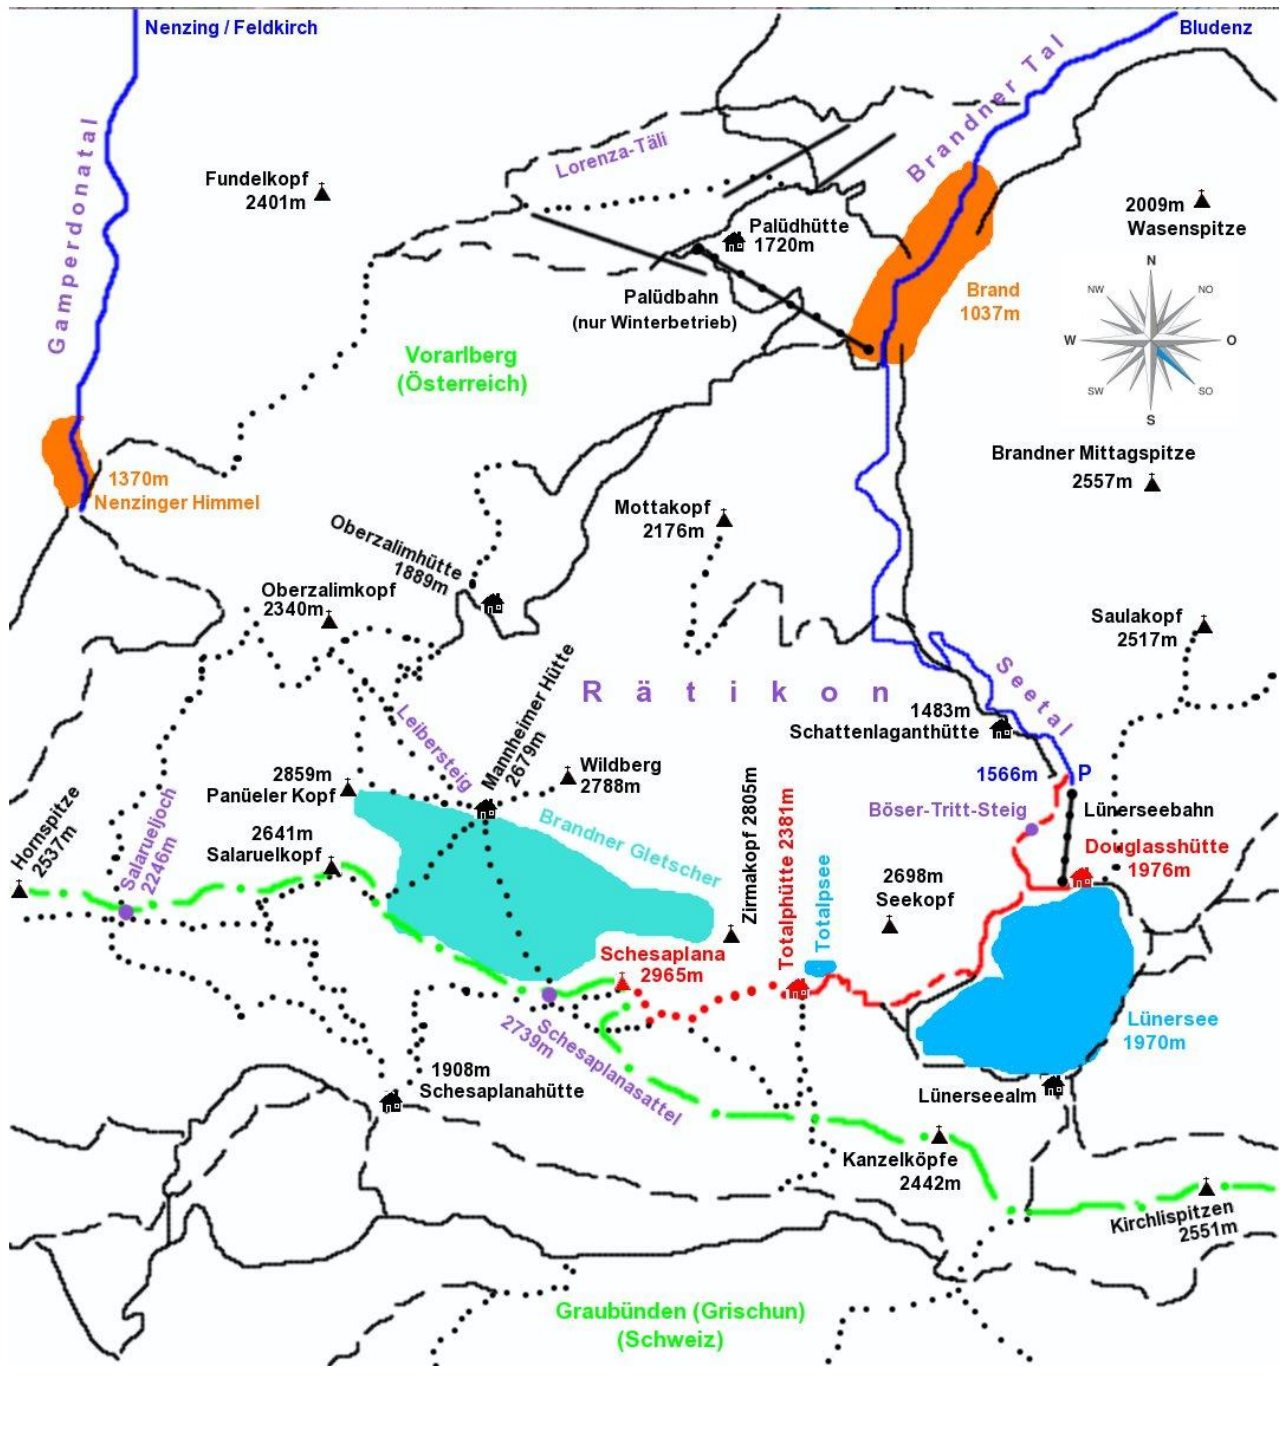 Nenzing / Feldkirch
Bludenz
Brandner Tal
Gamperdonatal
Lorenza-Täli
Fundelkopf
2401m
2009m
Wasenspitze
Palüdhütte
1720m
Palüdbahn
(nur Winterbetrieb)
Brand
1037m
N
NW
NO
W
O
SW
SO
S
Vorarlberg
(Österreich)
1370m
Nenzinger Himmel
Brandner Mittagspitze
2557m
Mottakopf
2176m
Oberzalimhütte
1889m
Oberzalimkopf
2340m
Saulakopf
2517m
Rätikon
Seetal
1483m
Schattenlaganthütte
Leibersteig
Mannheimer Hütte
2679m
Wildberg
2788m
2859m
Panüeler Kopf
1566m
P
Böser-Tritt-Steig
Lünerseebahn
Hornspitze
2537m
Salarueljoch
2246m
2641m
Salaruelkopf
Brandner Gletscher
Zirmakopf 2805m
Totalphütte 2381m
Totalpsee
Douglasshütte
1976m
2698m
Seekopf
Schesaplana
2965m
Lünersee
1970m
Schesaplanasattel
2739m
1908m
Schesaplanahütte
Lünerseealm
Kanzelköpfe
2442m
Kirchlispitzen
2551m
Graubünden (Grischun)
(Schweiz)